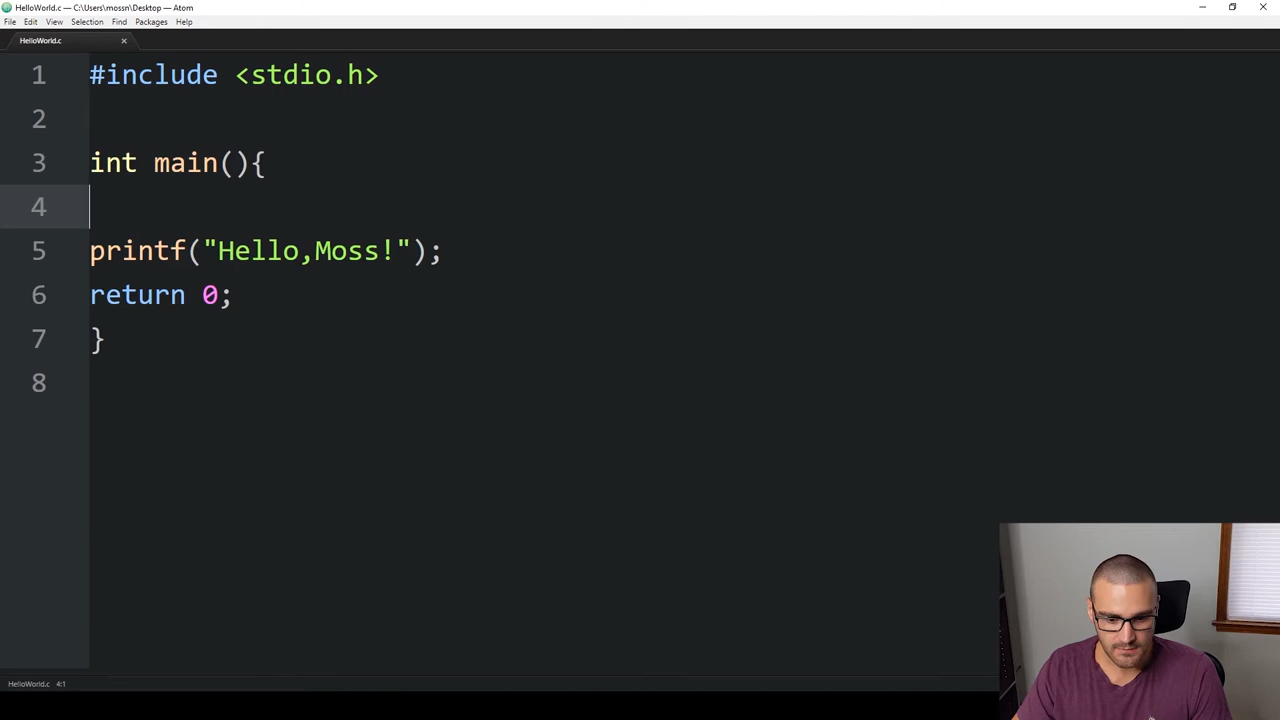 HelloWorld.c — C:\Users\mossn\Desktop — Atom
File Edit View Selection Find Packages Help
HelloWorld.c
1 #include <stdio.h>
2
3 int main(){
4
5 printf("Hello,Moss!");
6 return 0;
7 }
8
HelloWorld.c 4:1